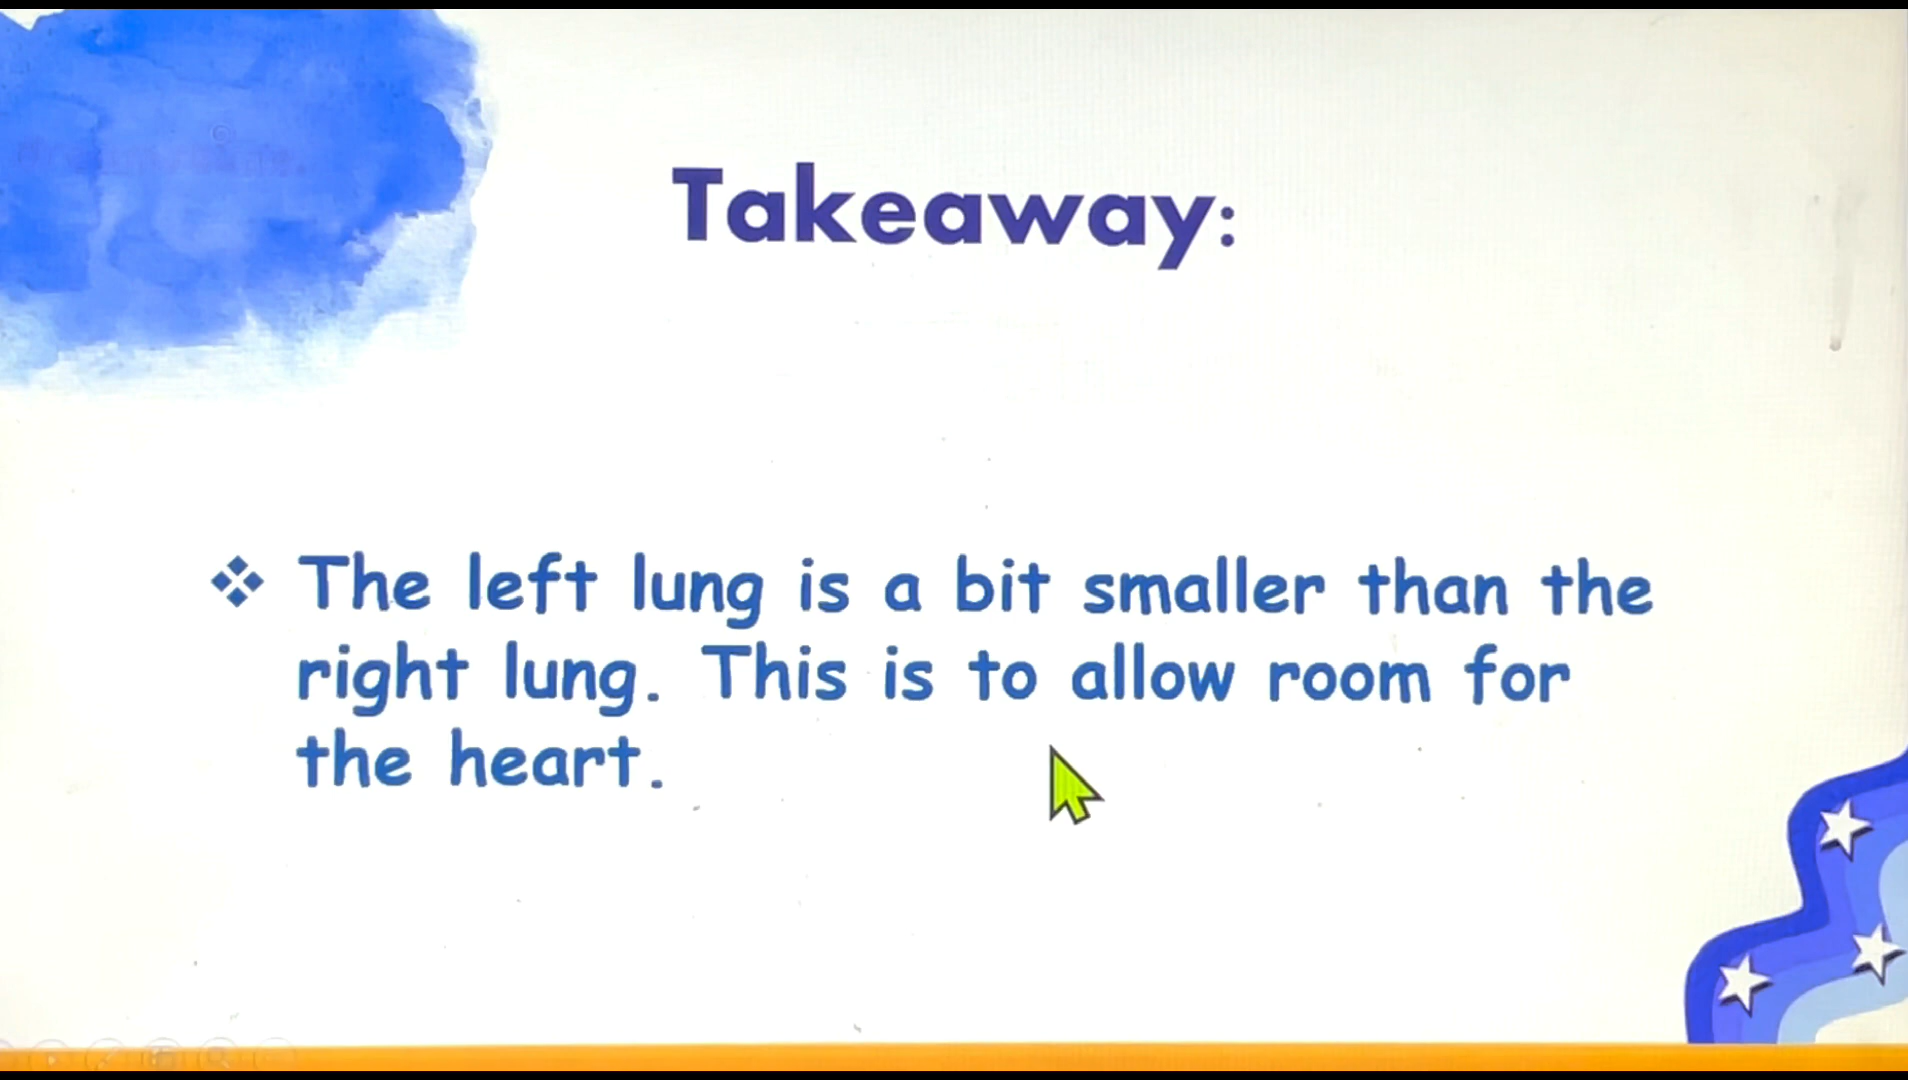 Takeaway:
❖ The left lung is a bit smaller than the
right lung. This is to allow room for
the heart.